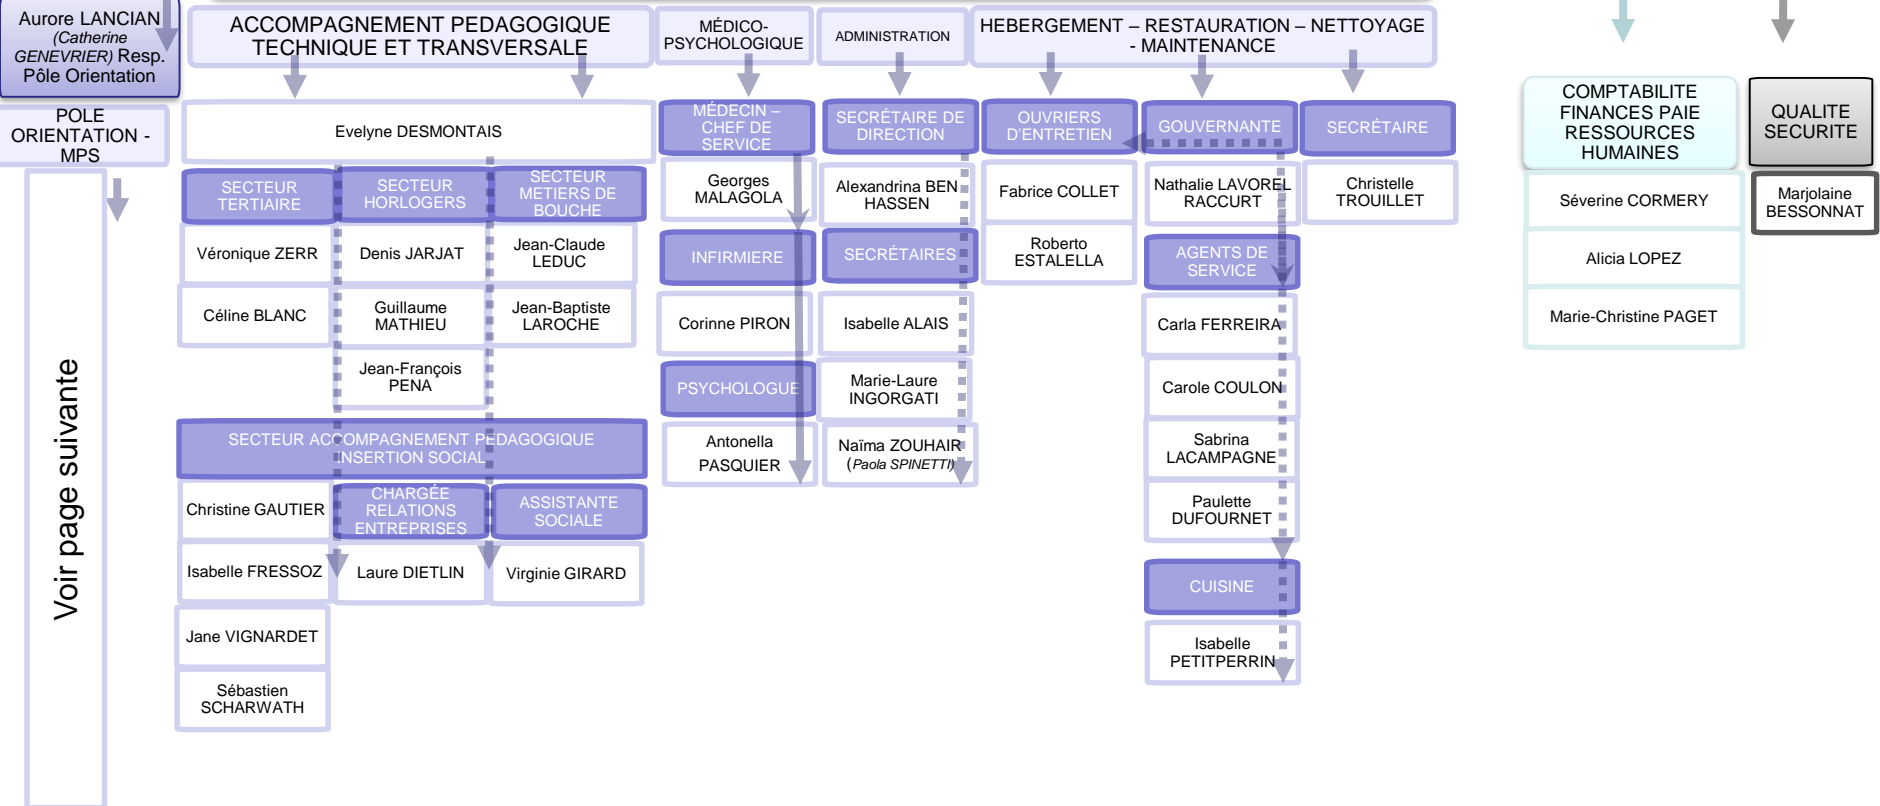 Aurore LANCIAN
(Catherine
GENEVRIER) Resp.
Pôle Orientation
POLE
ORIENTATION -
MPS
Voir page suivante
ACCOMPAGNEMENT PEDAGOGIQUE
TECHNIQUE ET TRANSVERSALE
Evelyne DESMONTAIS
SECTEUR
TERTIAIRE
Véronique ZERR
Céline BLANC
SECTEUR
HORLOGERS
Denis JARJAT
Guillaume
MATHIEU
Jean-François
PENA
SECTEUR
METIERS DE
BOUCHE
Jean-Claude
LEDUC
Jean-Baptiste
LAROCHE
SECTEUR ACCOMPAGNEMENT PEDAGOGIQUE
INSERTION SOCIAL
Christine GAUTIER
Isabelle FRESSOZ
Jane VIGNARDET
Sébastien
SCHARWATH
CHARGÉE
RELATIONS
ENTREPRISES
Laure DIETLIN
ASSISTANTE
SOCIALE
Virginie GIRARD
MÉDICO-
PSYCHOLOGIQUE
MÉDECIN –
CHEF DE
SERVICE
Georges
MALAGOLA
INFIRMIERE
Corinne PIRON
PSYCHOLOGUE
Antonella
PASQUIER
ADMINISTRATION
SECRÉTAIRE DE
DIRECTION
Alexandrina BEN
HASSEN
SECRÉTAIRES
Isabelle ALAIS
Marie-Laure
INGORGATI
Naïma ZOUHAIR
(Paola SPINETTI)
HEBERGEMENT – RESTAURATION – NETTOYAGE
- MAINTENANCE
OUVRIERS
D'ENTRETIEN
Fabrice COLLET
Roberto
ESTALELLA
GOUVERNANTE
Nathalie LAVOREL
RACCURT
AGENTS DE
SERVICE
Carla FERREIRA
Carole COULON
Sabrina
LACAMPAGNE
Paulette
DUFOURNET
CUISINE
Isabelle
PETITPERRIN
SECRÉTAIRE
Christelle
TROUILLET
COMPTABILITE
FINANCES PAIE
RESSOURCES
HUMAINES
Séverine CORMERY
Alicia LOPEZ
Marie-Christine PAGET
QUALITE
SECURITE
Marjolaine
BESSONNAT